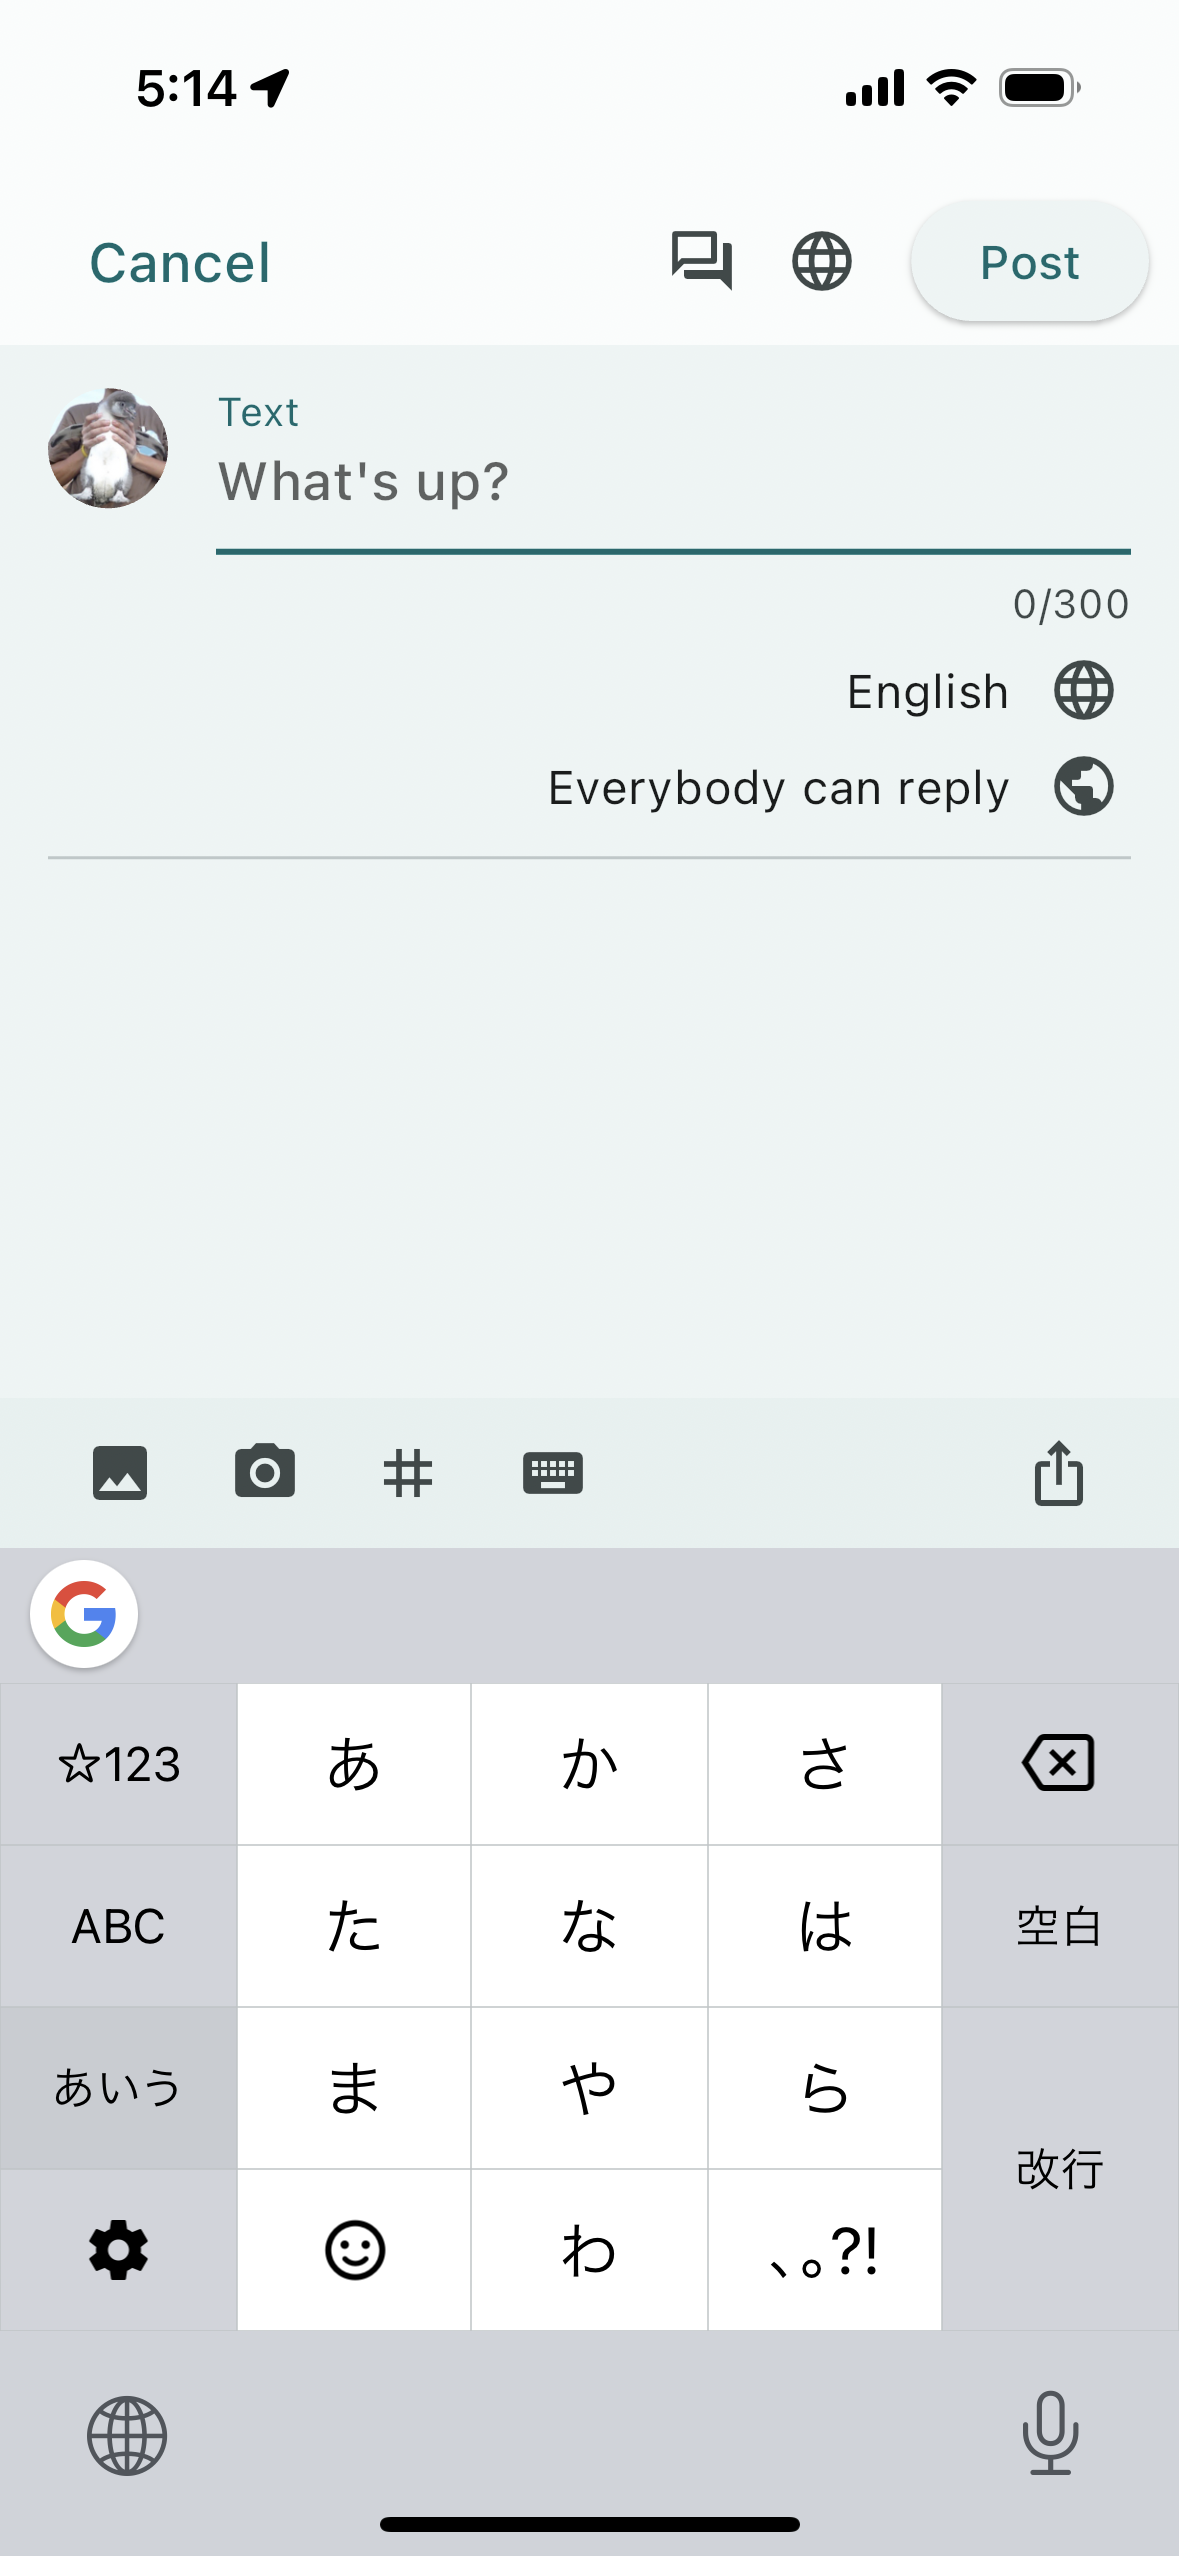 5:14
Cancel
Post
Text
What's up?
0/300
English
Everybody can reply
☆123
あ
か
さ
ABC
た
な
は
空白
あいう
ま
や
ら
改行
わ
、。?!